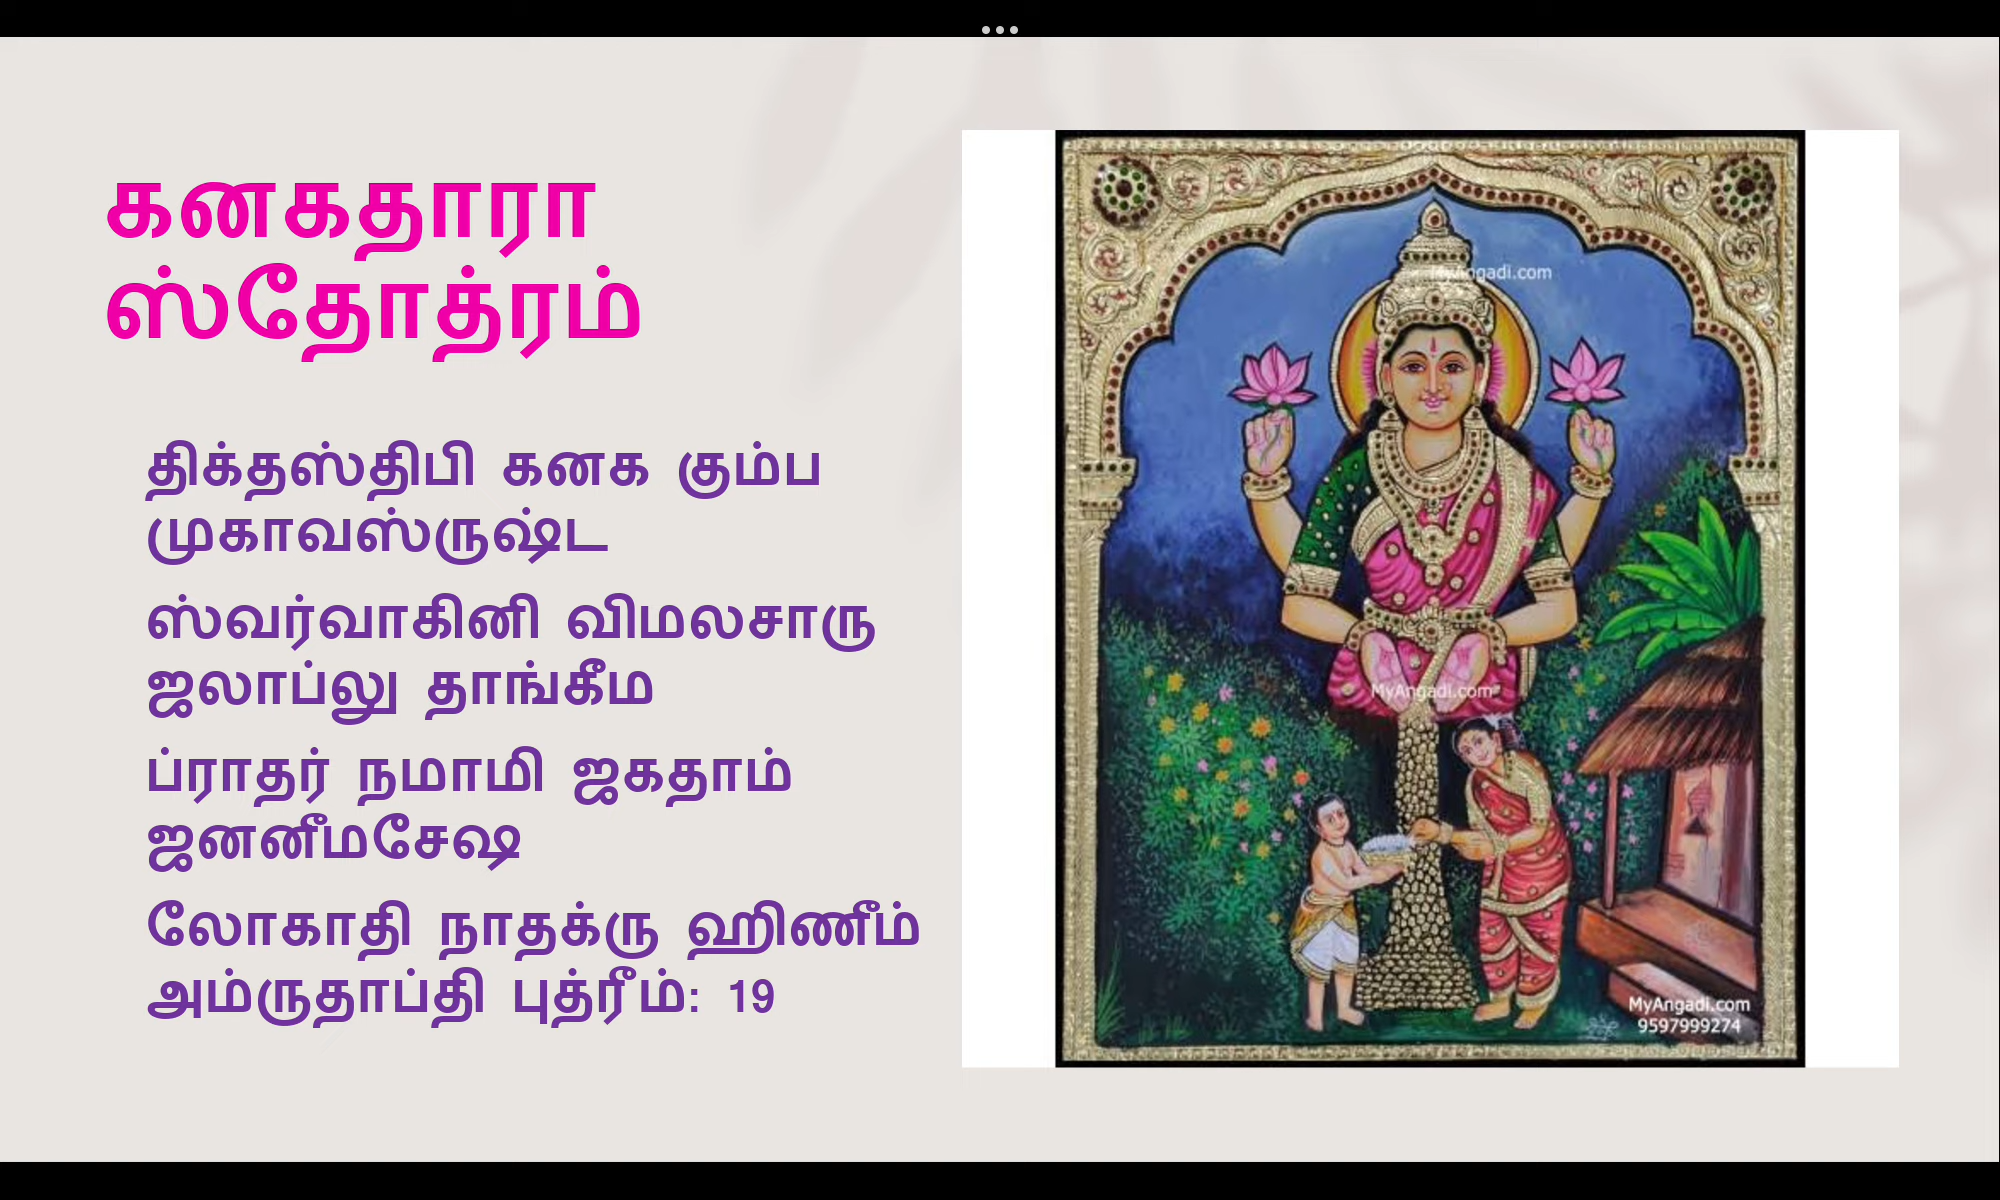 கனகதாரா
ஸ்தோத்ரம்
திக்தஸ்திபி கனக கும்ப
முகாவஸ்ருஷ்ட
ஸ்வர்வாகினி விமலசாரு
ஜலாப்லு தாங்கீம
ப்ராதர் நமாமி ஜகதாம்
ஜனனீமசேஷ
லோகாதி நாதக்ரு ஹிணீம்
அம்ருதாப்தி புத்ரீம்: 19
MyAngadi.com
MyAngadi.com
MyAngadi.com
9597999274